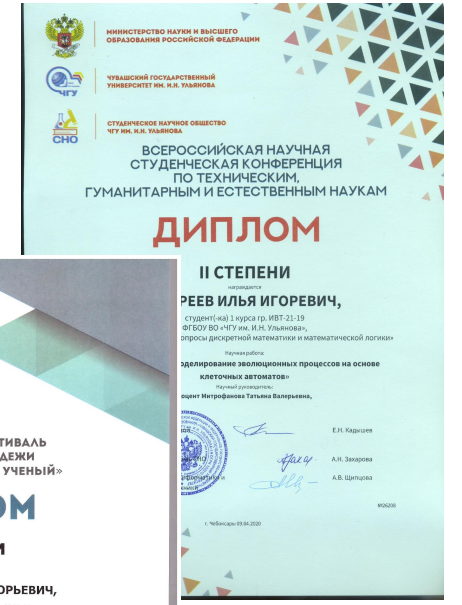 МИНИСТЕРСТВО НАУКИ И ВЫСШЕГО
ОБРАЗОВАНИЯ РОССИЙСКОЙ ФЕДЕРАЦИИ
ЧГУ
ЧУВАШСКИЙ ГОСУДАРСТВЕННЫЙ
УНИВЕРСИТЕТ ИМ. И.Н. УЛЬЯНОВА
СНО
СТУДЕНЧЕСКОЕ НАУЧНОЕ ОБЩЕСТВО
ЧГУ ИМ. И.Н. УЛЬЯНОВА
ВСЕРОССИЙСКАЯ НАУЧНАЯ
СТУДЕНЧЕСКАЯ КОНФЕРЕНЦИЯ
ПО ТЕХНИЧЕСКИМ,
ГУМАНИТАРНЫМ И ЕСТЕСТВЕННЫМ НАУКАМ
ДИПЛОМ
II СТЕПЕНИ
награждается
РЕЕВ ИЛЬЯ ИГОРЕВИЧ,
студент(-ка) 1 курса гр. ИВТ-21-19
ФГБОУ ВО «ЧГУ им. И.Н. Ульянова»,
опросы дискретной математики и математической логики»
Научная работа:
оделирование эволюционных процессов на основе
клеточных автоматов»
Научный руководитель:
оцент Митрофанова Татьяна Валерьевна,
Е.Н. Кадышев
А.Н. Захарова
А.В. Щипцова
№26208
г. Чебоксары 03.04.2020
ТИВАЛЬ
ДЕЖИ
УЧЕНЫЙ»
ОМ
И
ОРЬЕВИЧ,